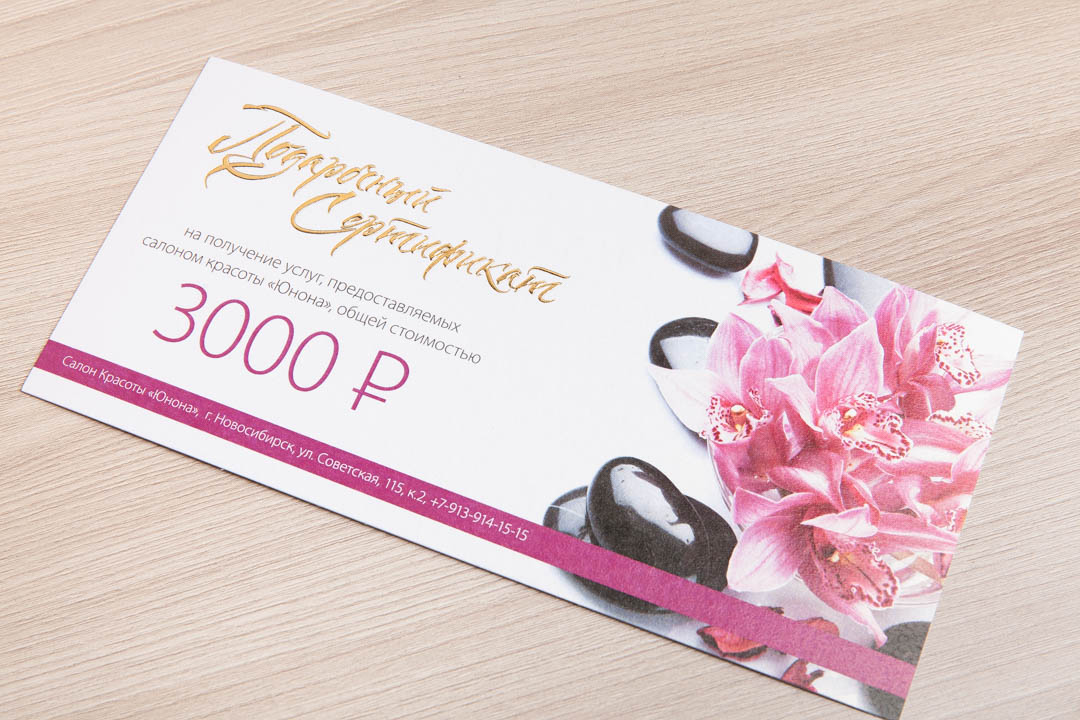 Подарочный
Сертификат
на получение услуг, предоставляемых
салоном красоты «Юнона», общей стоимостью
3000 ₽
Салон Красоты «Юнона», г. Новосибирск, ул. Советская, 115, к.2, +7-913-914-15-15